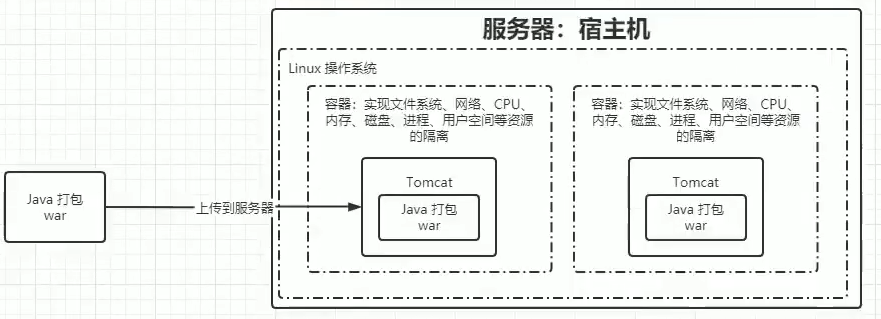 服务器：宿主机
Linux 操作系统
容器：实现文件系统、网络、CPU、
内存、磁盘、进程、用户空间等资源
的隔离
容器：实现文件系统、网络、CPU、
内存、磁盘、进程、用户空间等资源
的隔离
Java 打包
war
上传到服务器
Tomcat
Java 打包
war
Tomcat
Java 打包
war